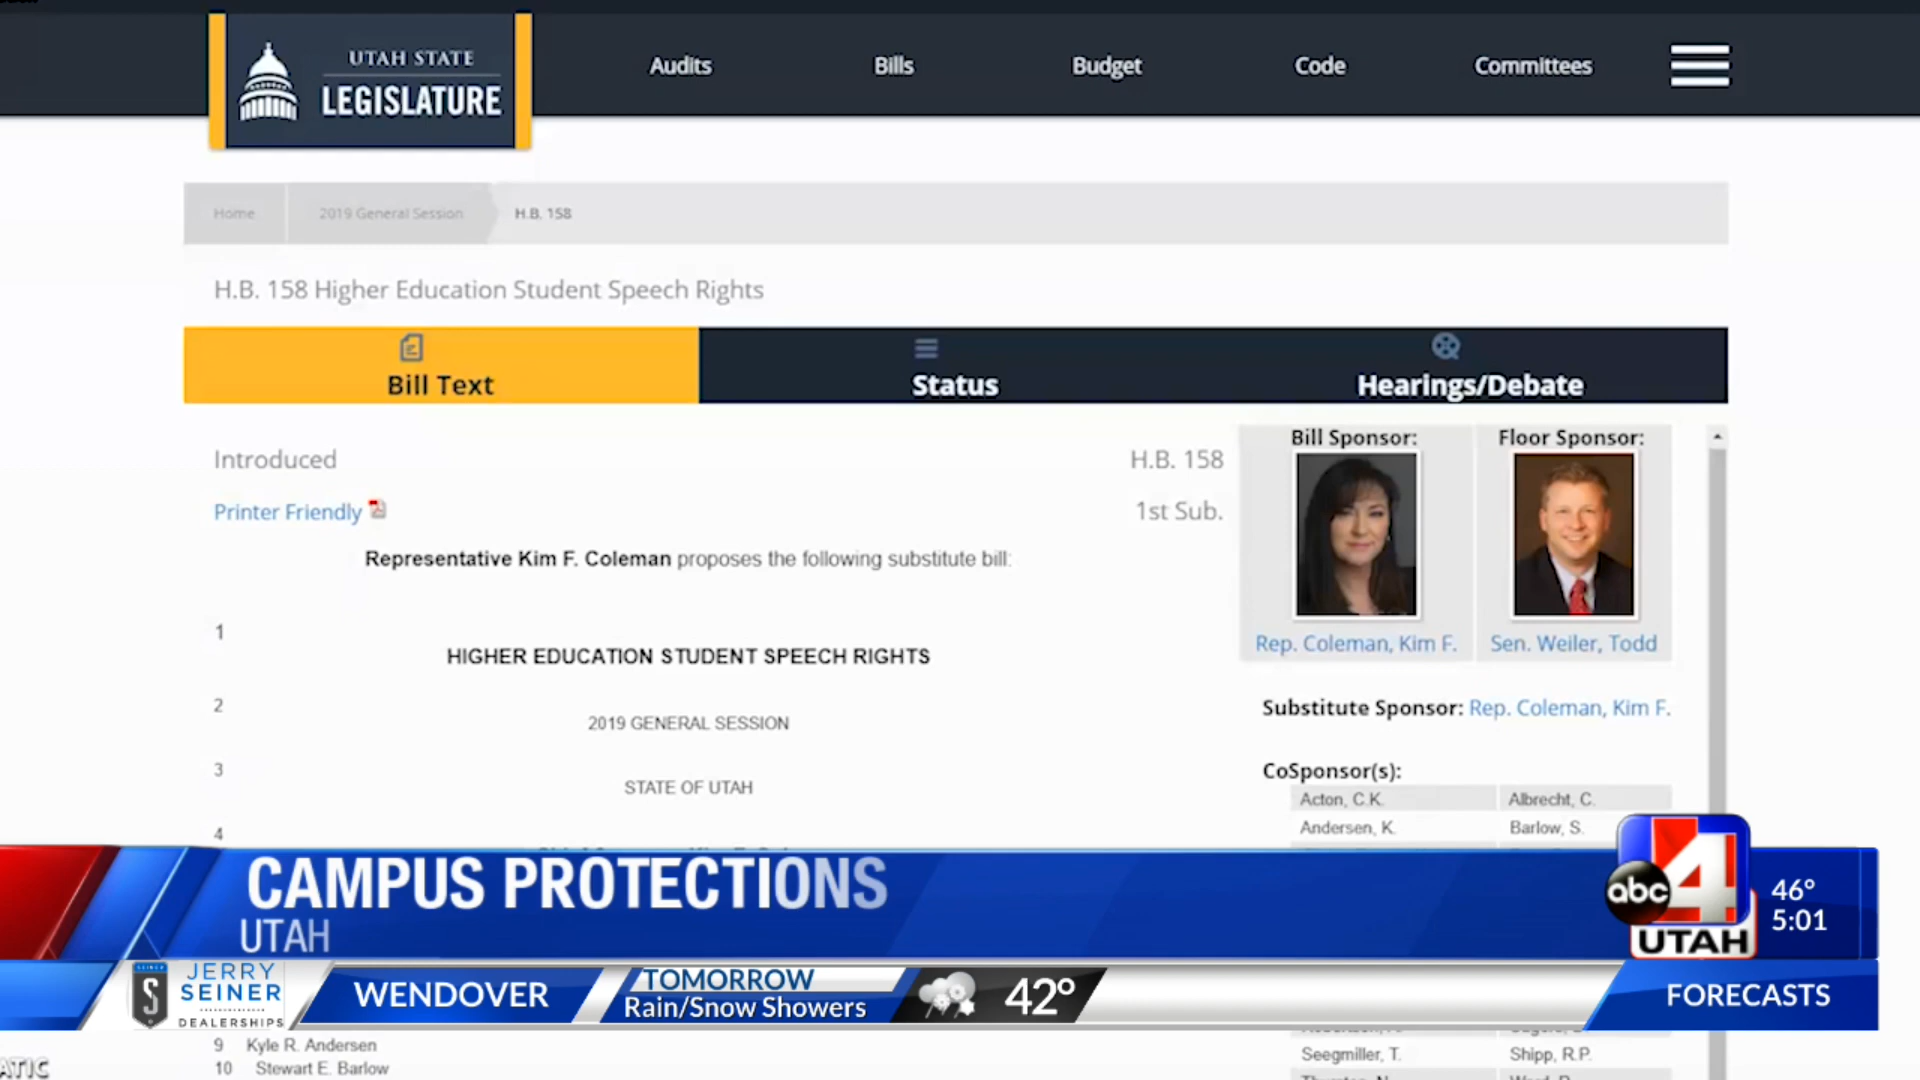 UTAH STATE
LEGISLATURE
Audits
Bills
Budget
Code
Committees
Home
2019 General Session
H.B. 158
H.B. 158 Higher Education Student Speech Rights
Bill Text
Status
Hearings/Debate
Introduced
H.B. 158
Printer Friendly
1st Sub.
Representative Kim F. Coleman proposes the following substitute bill:
1
HIGHER EDUCATION STUDENT SPEECH RIGHTS
2
2019 GENERAL SESSION
3
STATE OF UTAH
4
Bill Sponsor:
Floor Sponsor:
Rep. Coleman, Kim F.
Sen. Weiler, Todd
Substitute Sponsor: Rep. Coleman, Kim F.
CoSponsor(s):
Acton, C.K.
Albrecht, C.
Andersen, K.
Barlow, S.
CAMPUS PROTECTIONS
UTAH
abc
4
UTAH
46°
5:01
SEINER
S
JERRY
SEINER
DEALERSHIPS
WENDOVER
TOMORROW
Rain/Snow Showers
42°
FORECASTS
9 Kyle R. Andersen
10 Stewart E. Barlow
Seegmiller, T.
Shipp, R.P.